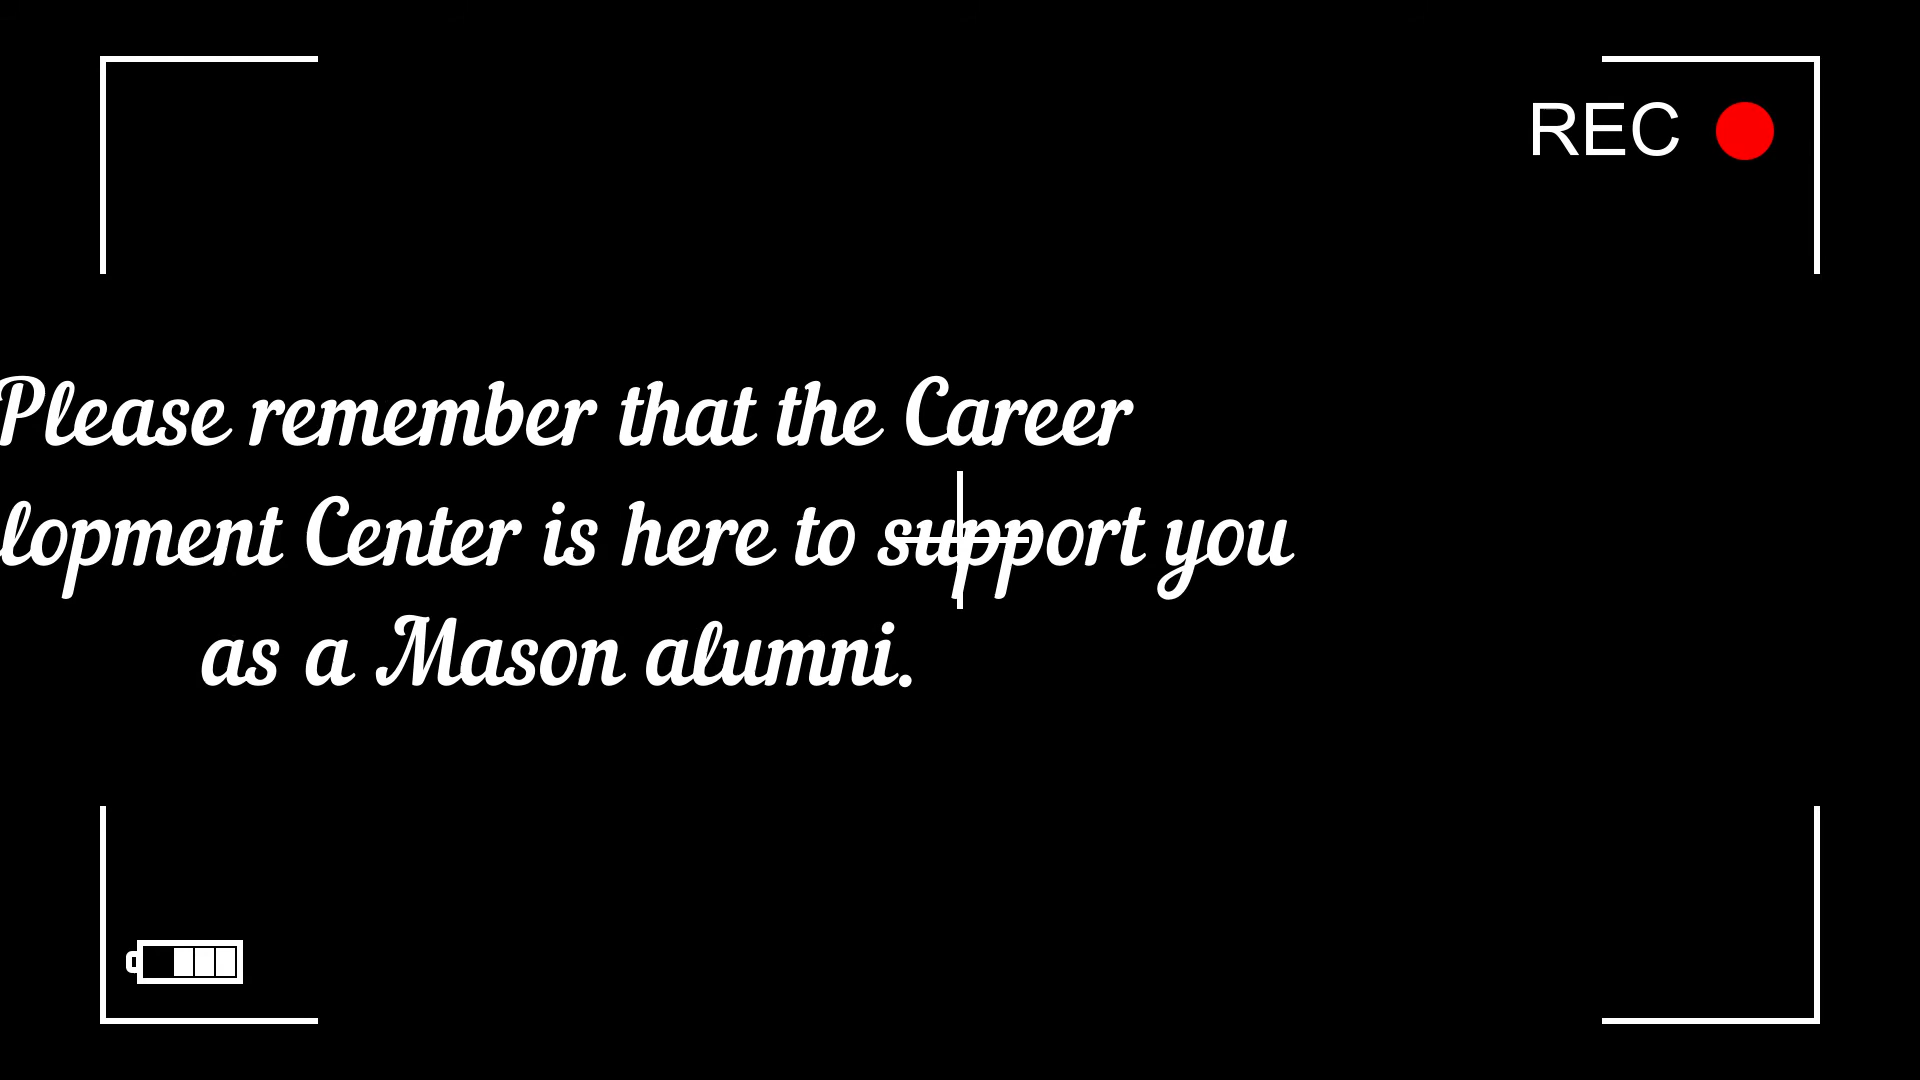 REC
Please remember that the Career
lopment Center is here to support you
as a Mason alumni.